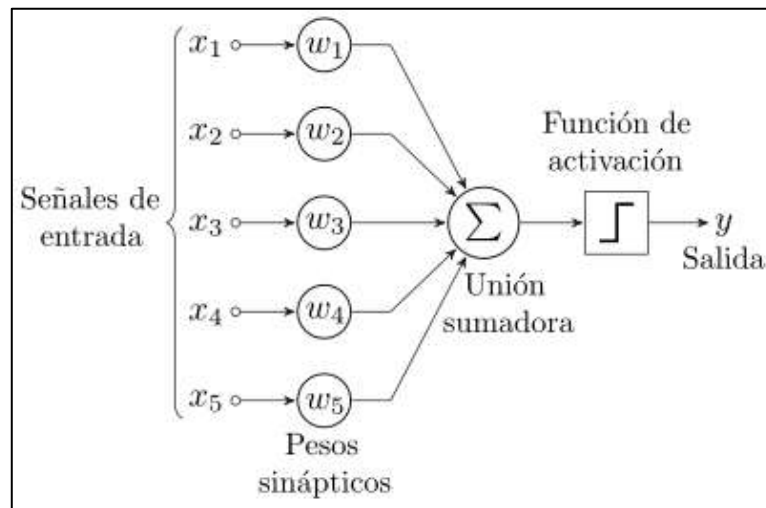 x1
w1
x2
w2
Función de
activación
Señales de
entrada
x3
w3
Σ
y
Salida
Unión
sumadora
x4
w4
x5
w5
Pesos
sinápticos